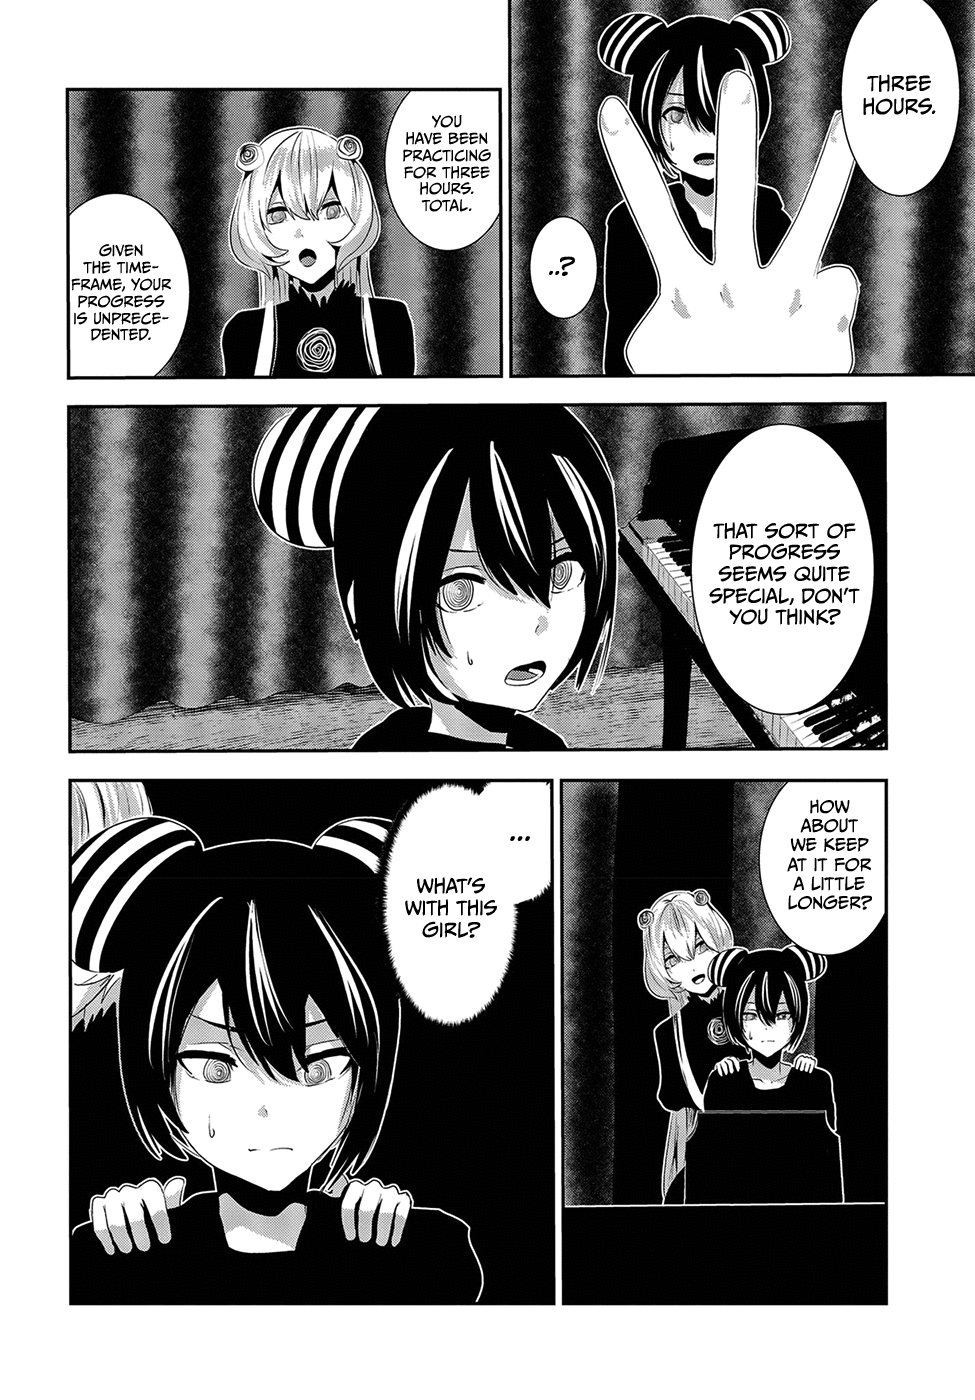 THREE
HOURS.
..?
YOU
HAVE BEEN
PRACTICING
FOR THREE
HOURS.
TOTAL.
GIVEN
THE TIME-
FRAME, YOUR
PROGRESS
IS UNPRECE-
DENTED.
THAT SORT OF
PROGRESS
SEEMS QUITE
SPECIAL, DON'T
YOU THINK?
HOW
ABOUT
WE KEEP
AT IT FOR
A LITTLE
LONGER?
...
WHAT'S
WITH THIS
GIRL?